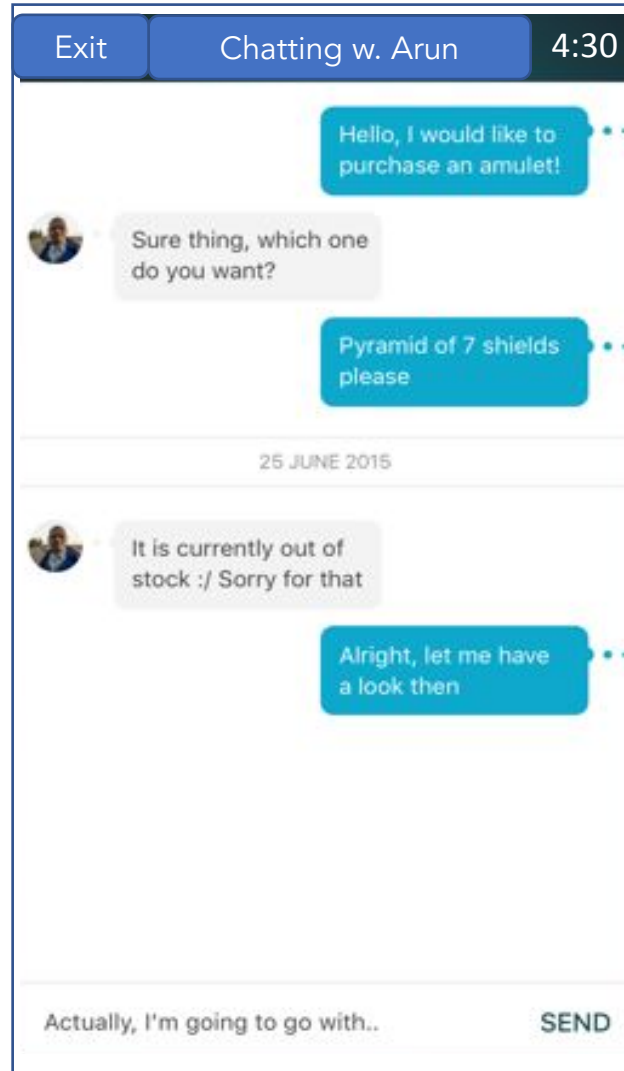 Exit Chatting w. Arun 4:30
Hello, I would like to
purchase an amulet!
Sure thing, which one
do you want?
Pyramid of 7 shields
please
25 JUNE 2015
It is currently out of
stock :/ Sorry for that
Alright, let me have
a look then
Actually, I'm going to go with.. SEND